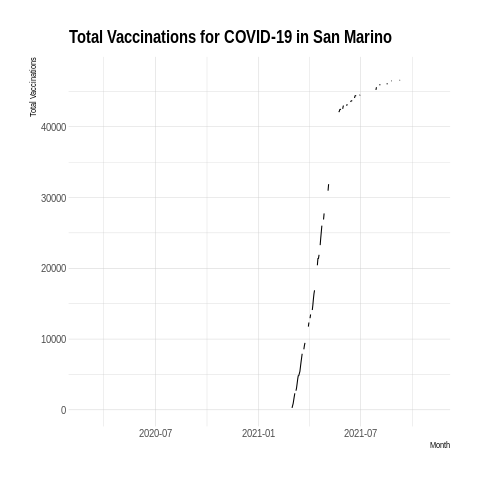 Total Vaccinations for COVID-19 in San Marino
Total Vaccinations
40000
30000
20000
10000
0
2020-07 2021-01 2021-07
Month